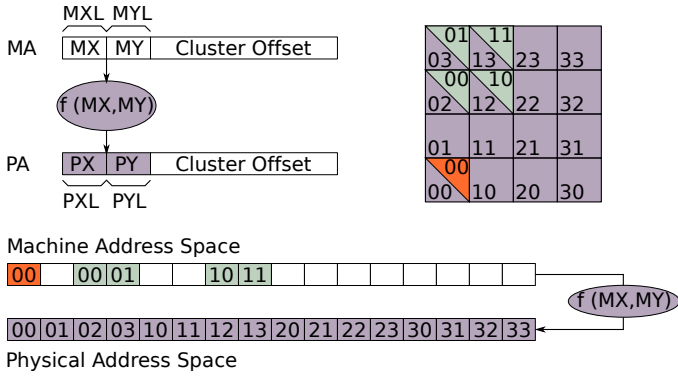 MXL MYL
MA MX MY Cluster Offset
f (MX,MY)
PA PX PY Cluster Offset
PXL PYL
01 11
03 13 23 33
00 10
02 12 22 32
01 11 21 31
00
00 10 20 30
Machine Address Space
00 00 01 10 11
f (MX,MY)
00 01 02 03 10 11 12 13 20 21 22 23 30 31 32 33
Physical Address Space